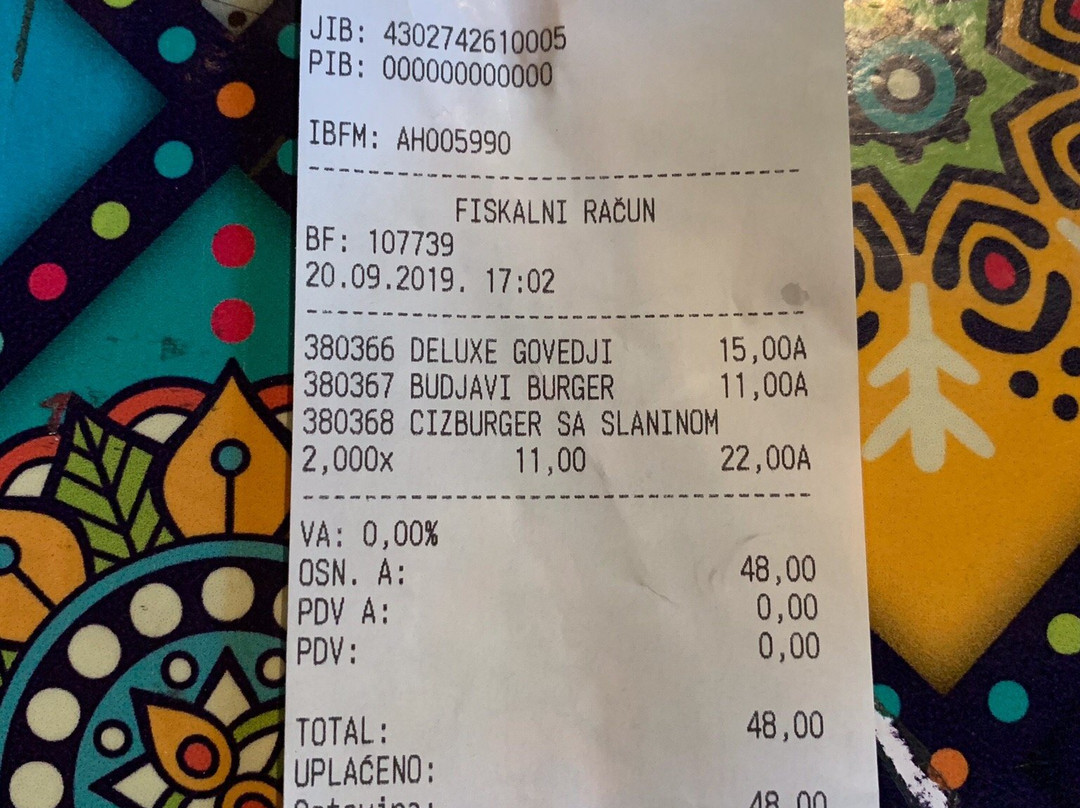 JIB: 4302742610005
PIB: 000000000000
IBFM: AH005990
FISKALNI RAČUN
BF: 107739
20.09.2019. 17:02
380366 DELUXE GOVEDJI 15,00A
380367 BUDJAVI BURGER 11,00A
380368 CIZBURGER SA SLANINOM
2,000x 11,00 22,00A
VA: 0,00%
OSN. A: 48,00
PDV A: 0,00
PDV: 0,00
TOTAL: 48,00
UPLAĆENO:
Gotovina: 48,00